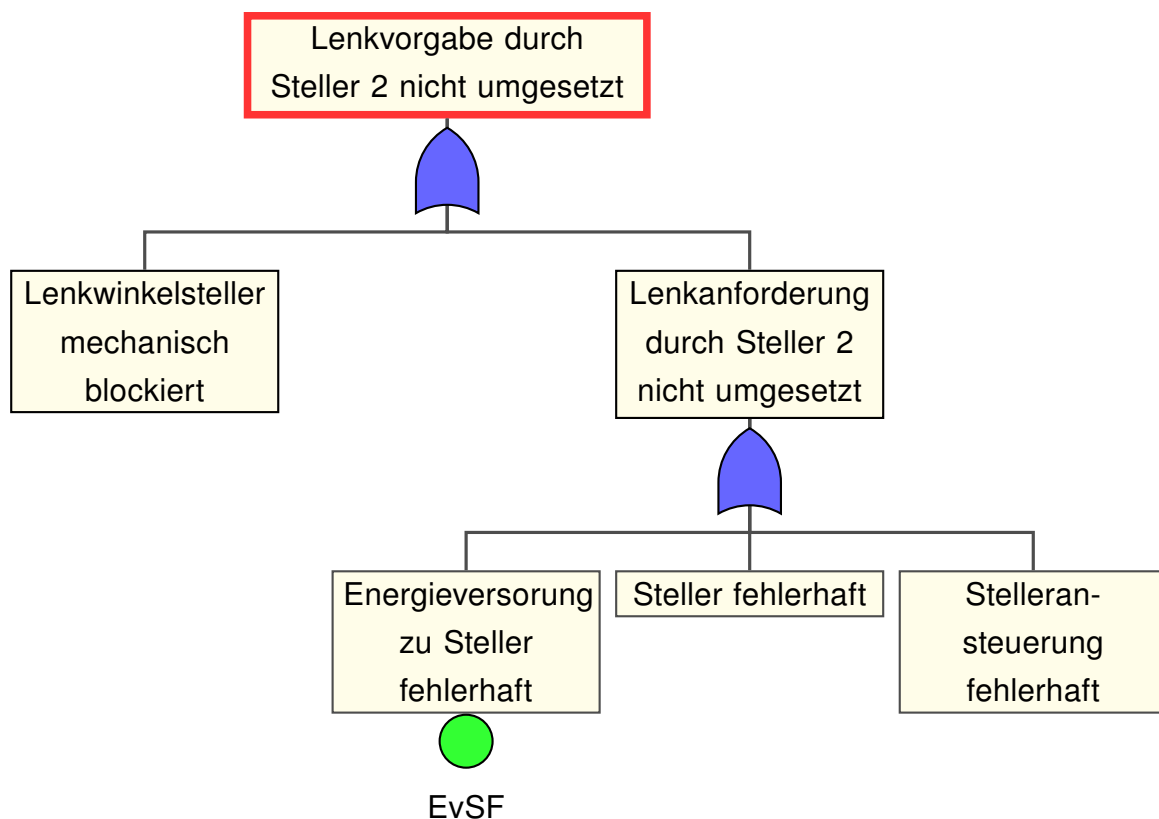 Lenkvorgabe durch
Steller 2 nicht umgesetzt
Lenkwinkelsteller
mechanisch
blockiert
Lenkanforderung
durch Steller 2
nicht umgesetzt
Energieversorung
zu Steller
fehlerhaft
Steller fehlerhaft
Stelleran-
steuerung
fehlerhaft
EvSF